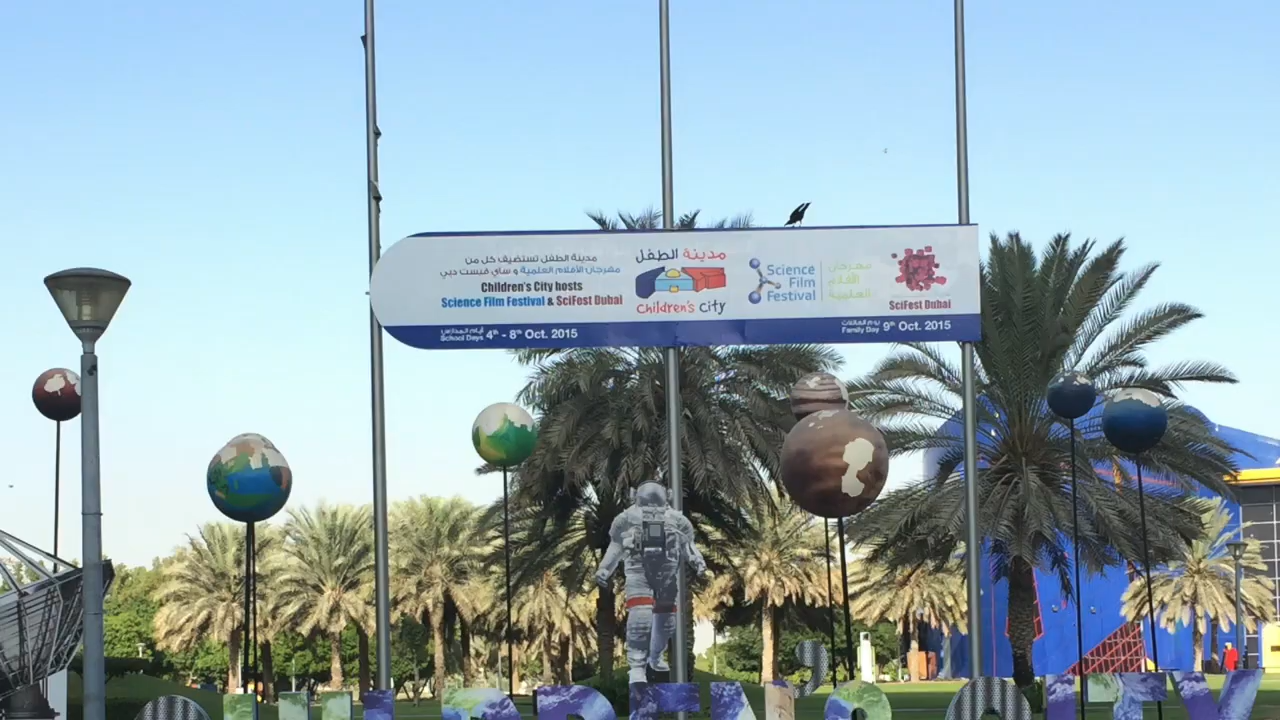 مدينة الطفل تستضيف كل من
مهرجان الأفلام العلمية و ساي فيست دبي
Children's City hosts
Science Film Festival & SciFest Dubai
أيام المدارس
School Days 4th - 8th Oct. 2015
مدينة الطفل
Children's City
Science
Film
Festival
مهرجان
الأفلام
العلمية
SciFest Dubai
يوم العائلات
Family Day 9th Oct. 2015
CHILDREN'S CITY